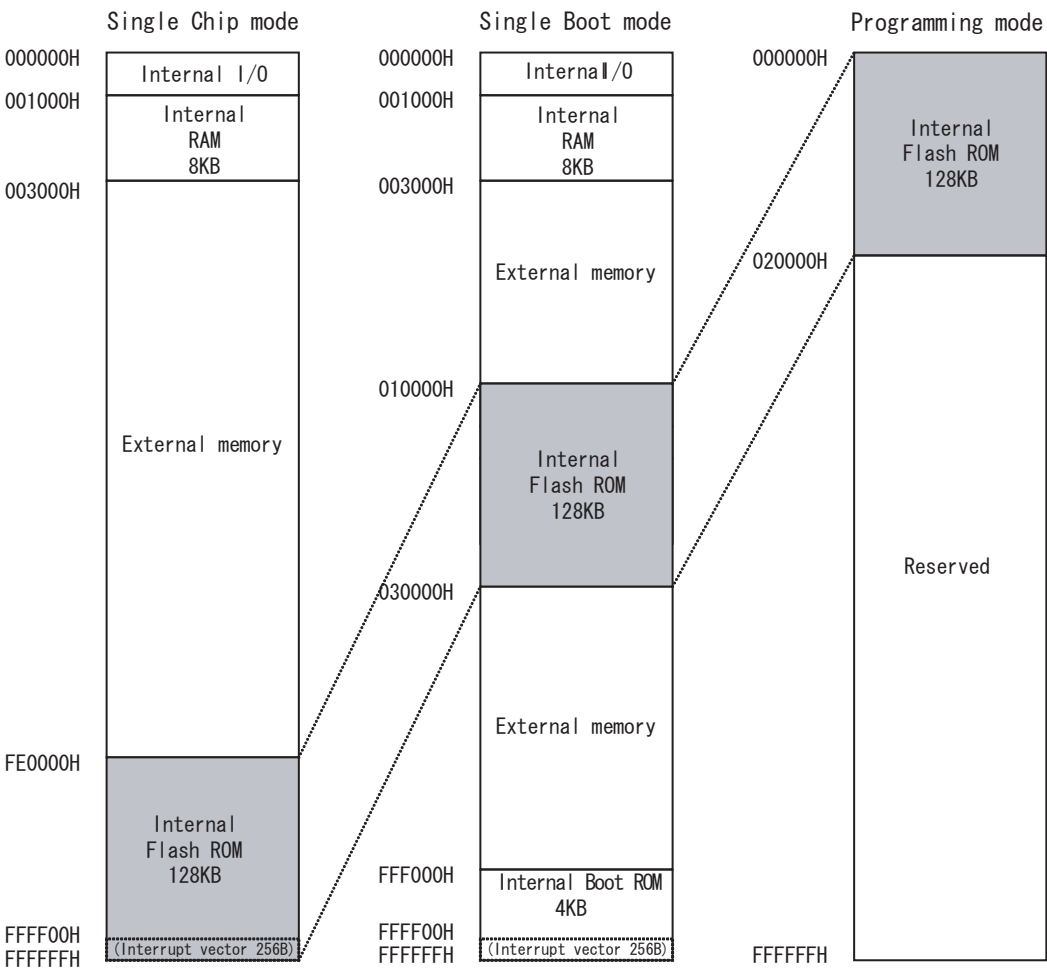 Single Chip mode
000000H
Internal I/O
001000H
Internal
RAM
8KB
003000H
External memory
FE0000H
Internal
Flash ROM
128KB
FFFF00H
(Interrupt vector 256B)
FFFFFFH
Single Boot mode
000000H
Internal I/O
001000H
Internal
RAM
8KB
003000H
External memory
010000H
Internal
Flash ROM
128KB
030000H
External memory
FFF000H
Internal Boot ROM
4KB
FFFF00H
(Interrupt vector 256B)
FFFFFFH
Programming mode
000000H
Internal
Flash ROM
128KB
020000H
Reserved
FFFFFFH